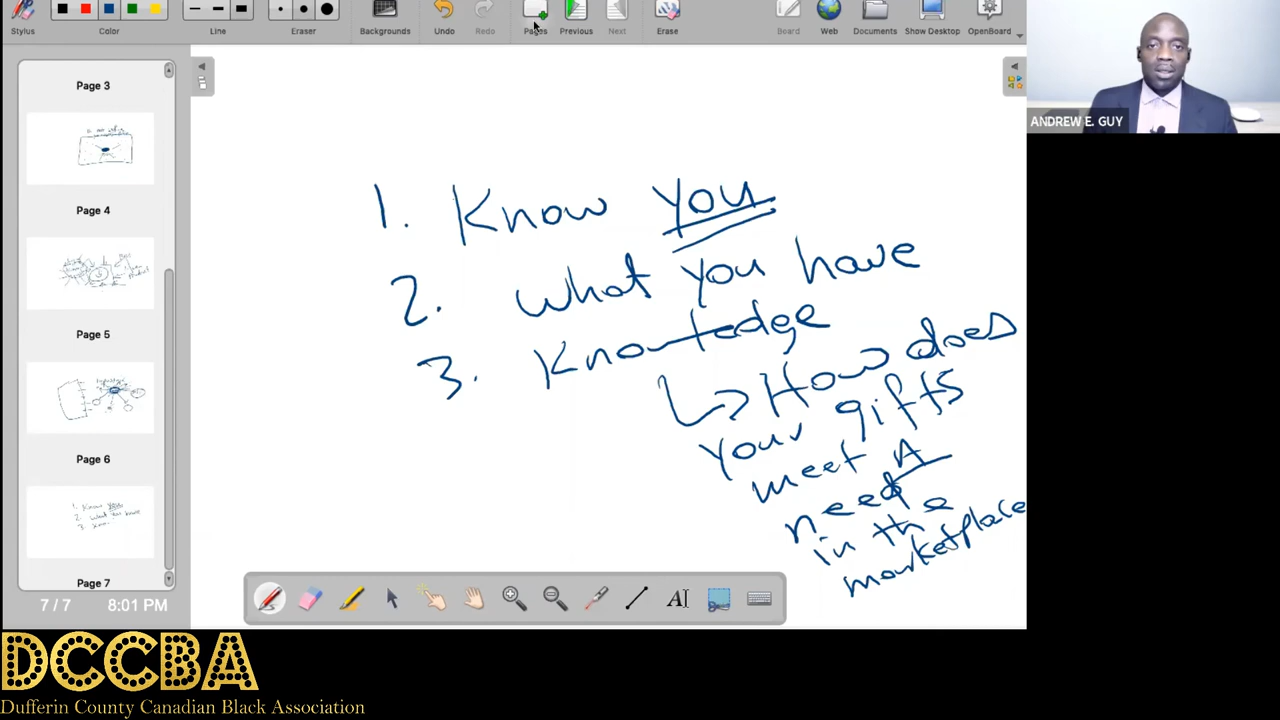 Stylus
Color
Line
Eraser
Backgrounds
Undo
Redo
Pages
Previous
Next
Erase
Board
Web
Documents
Show Desktop
OpenBoard
ANDREW E. GUY
Page 3
Page 4
Page 5
Page 6
Page 7
7 / 7 8:01 PM
1. Know you
2. what you have
3. Knowledge
How does
your gifts
meet A
need
in the
marketplace
AI
DCCBA
Dufferin County Canadian Black Association